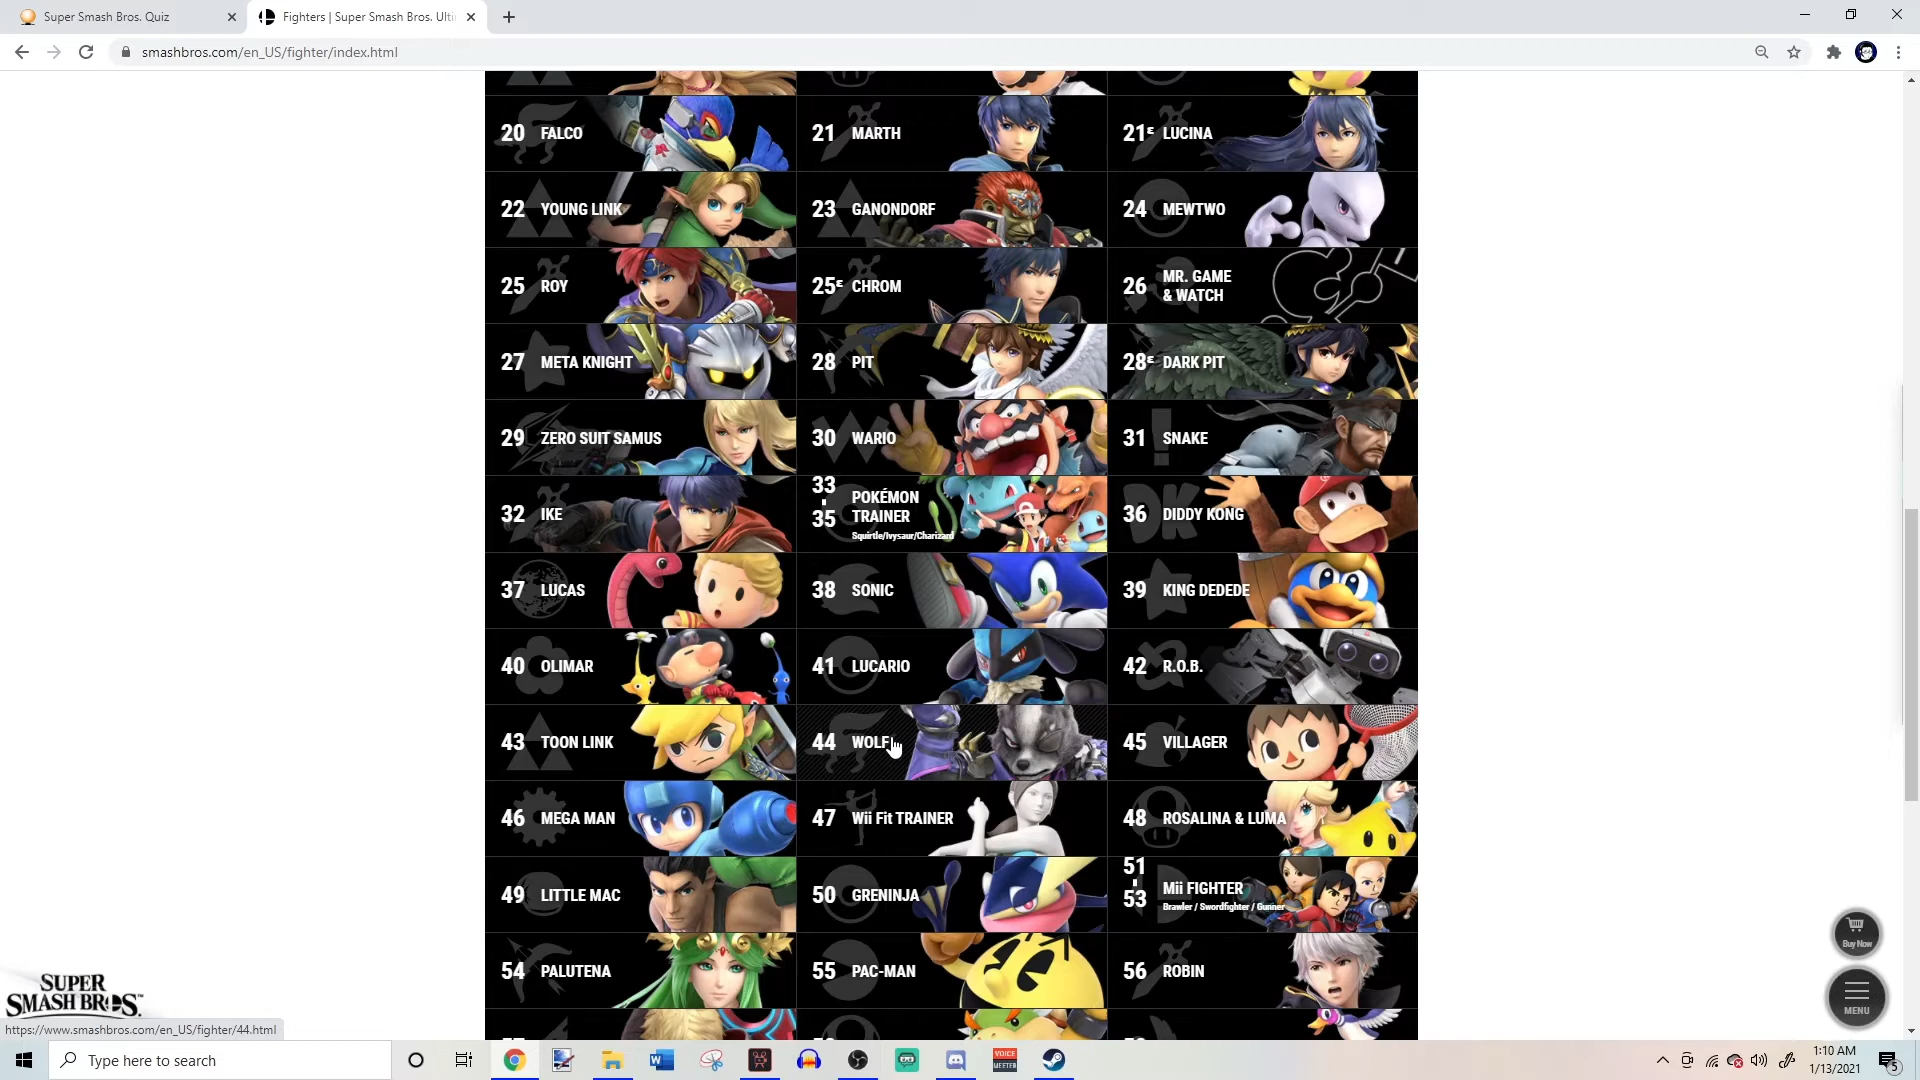 Super Smash Bros. Quiz
Fighters | Super Smash Bros. Ulti
smashbros.com/en_US/fighter/index.html
20 FALCO
21 MARTH
21ᴱ LUCINA
22 YOUNG LINK
23 GANONDORF
24 MEWTWO
25 ROY
25ᴱ CHROM
26 MR. GAME
& WATCH
27 META KNIGHT
28 PIT
28ᴱ DARK PIT
29 ZERO SUIT SAMUS
30 WARIO
31 SNAKE
32 IKE
33
-
35
POKÉMON
TRAINER
Squirtle/Ivysaur/Charizard
36 DIDDY KONG
37 LUCAS
38 SONIC
39 KING DEDEDE
40 OLIMAR
41 LUCARIO
42 R.O.B.
43 TOON LINK
44 WOLF
45 VILLAGER
46 MEGA MAN
47 Wii Fit TRAINER
48 ROSALINA & LUMA
49 LITTLE MAC
50 GRENINJA
51
-
53
Mii FIGHTER
Brawler / Swordfighter / Gunner
54 PALUTENA
55 PAC-MAN
56 ROBIN
Buy Now
MENU
SUPER
SMASH BROS.
https://www.smashbros.com/en_US/fighter/44.html
Type here to search
VOICE
MEETER
1:10 AM
1/13/2021
5